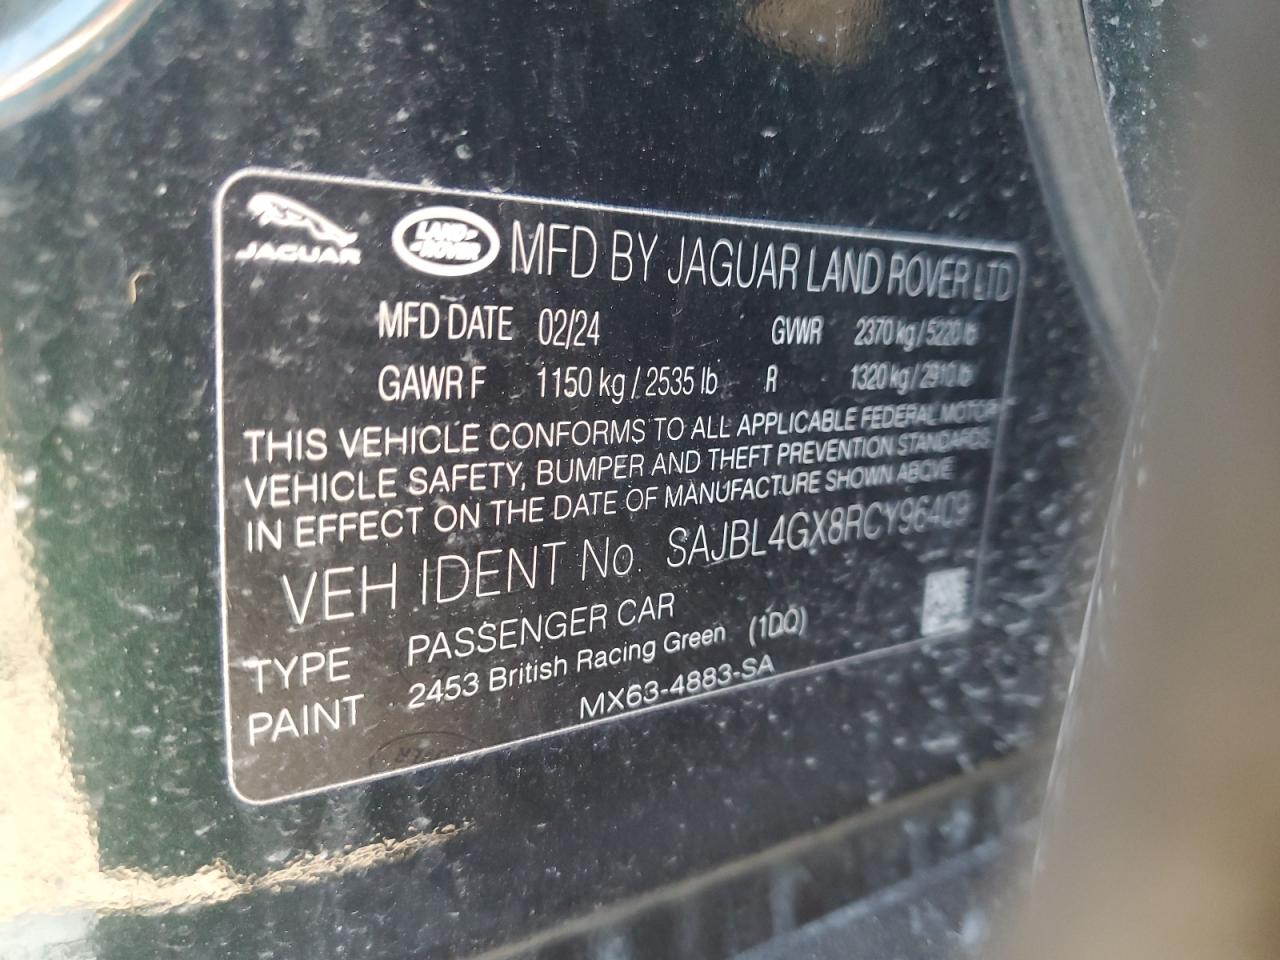 JAGUAR
LAND ROVER
MFD BY JAGUAR LAND ROVER LTD
MFD DATE 02/24 GVWR 2370 kg / 5220 lb
GAWR F 1150 kg / 2535 lb R 1320 kg / 2910 lb
THIS VEHICLE CONFORMS TO ALL APPLICABLE FEDERAL MOTOR
VEHICLE SAFETY, BUMPER AND THEFT PREVENTION STANDARDS
IN EFFECT ON THE DATE OF MANUFACTURE SHOWN ABOVE
VEH IDENT No. SAJBL4GX8RCY96409
TYPE PASSENGER CAR
PAINT 2453 British Racing Green (1DQ)
MX63-4883-SA